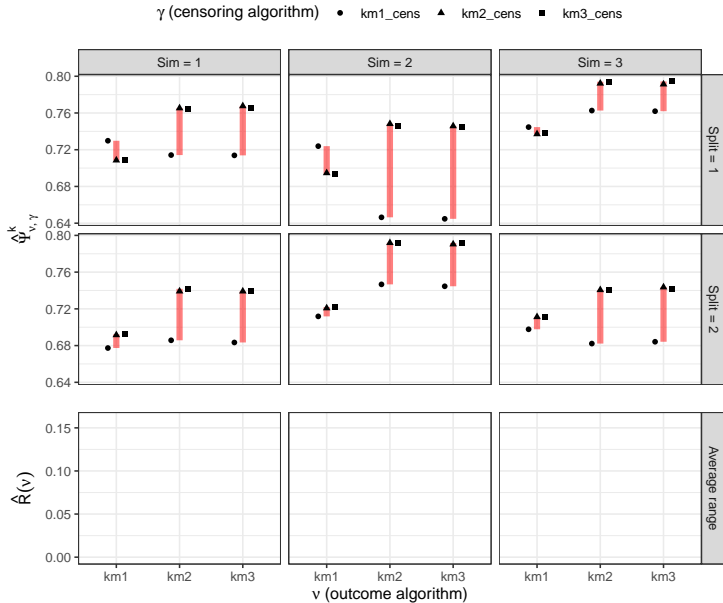 γ (censoring algorithm) km1_cens km2_cens km3_cens
Sim = 1 Sim = 2 Sim = 3
0.80
0.76
0.72
0.68
0.64
Split = 1
Ψ̂ᵏ ν, γ
0.80
0.76
0.72
0.68
0.64
Split = 2
0.15
0.10
0.05
0.00
R̂(ν)
Average range
km1 km2 km3 km1 km2 km3 km1 km2 km3
ν (outcome algorithm)